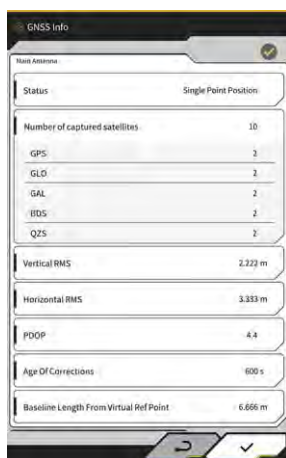 GNSS Info
Main Antenna
Status Single Point Position
Number of captured satellites 10
GPS 2
GLO 2
GAL 2
BDS 2
QZS 2
Vertical RMS 2.222 m
Horizontal RMS 3.333 m
PDOP 4.4
Age Of Corrections 600 s
Baseline Length From Virtual Ref Point 6.666 m